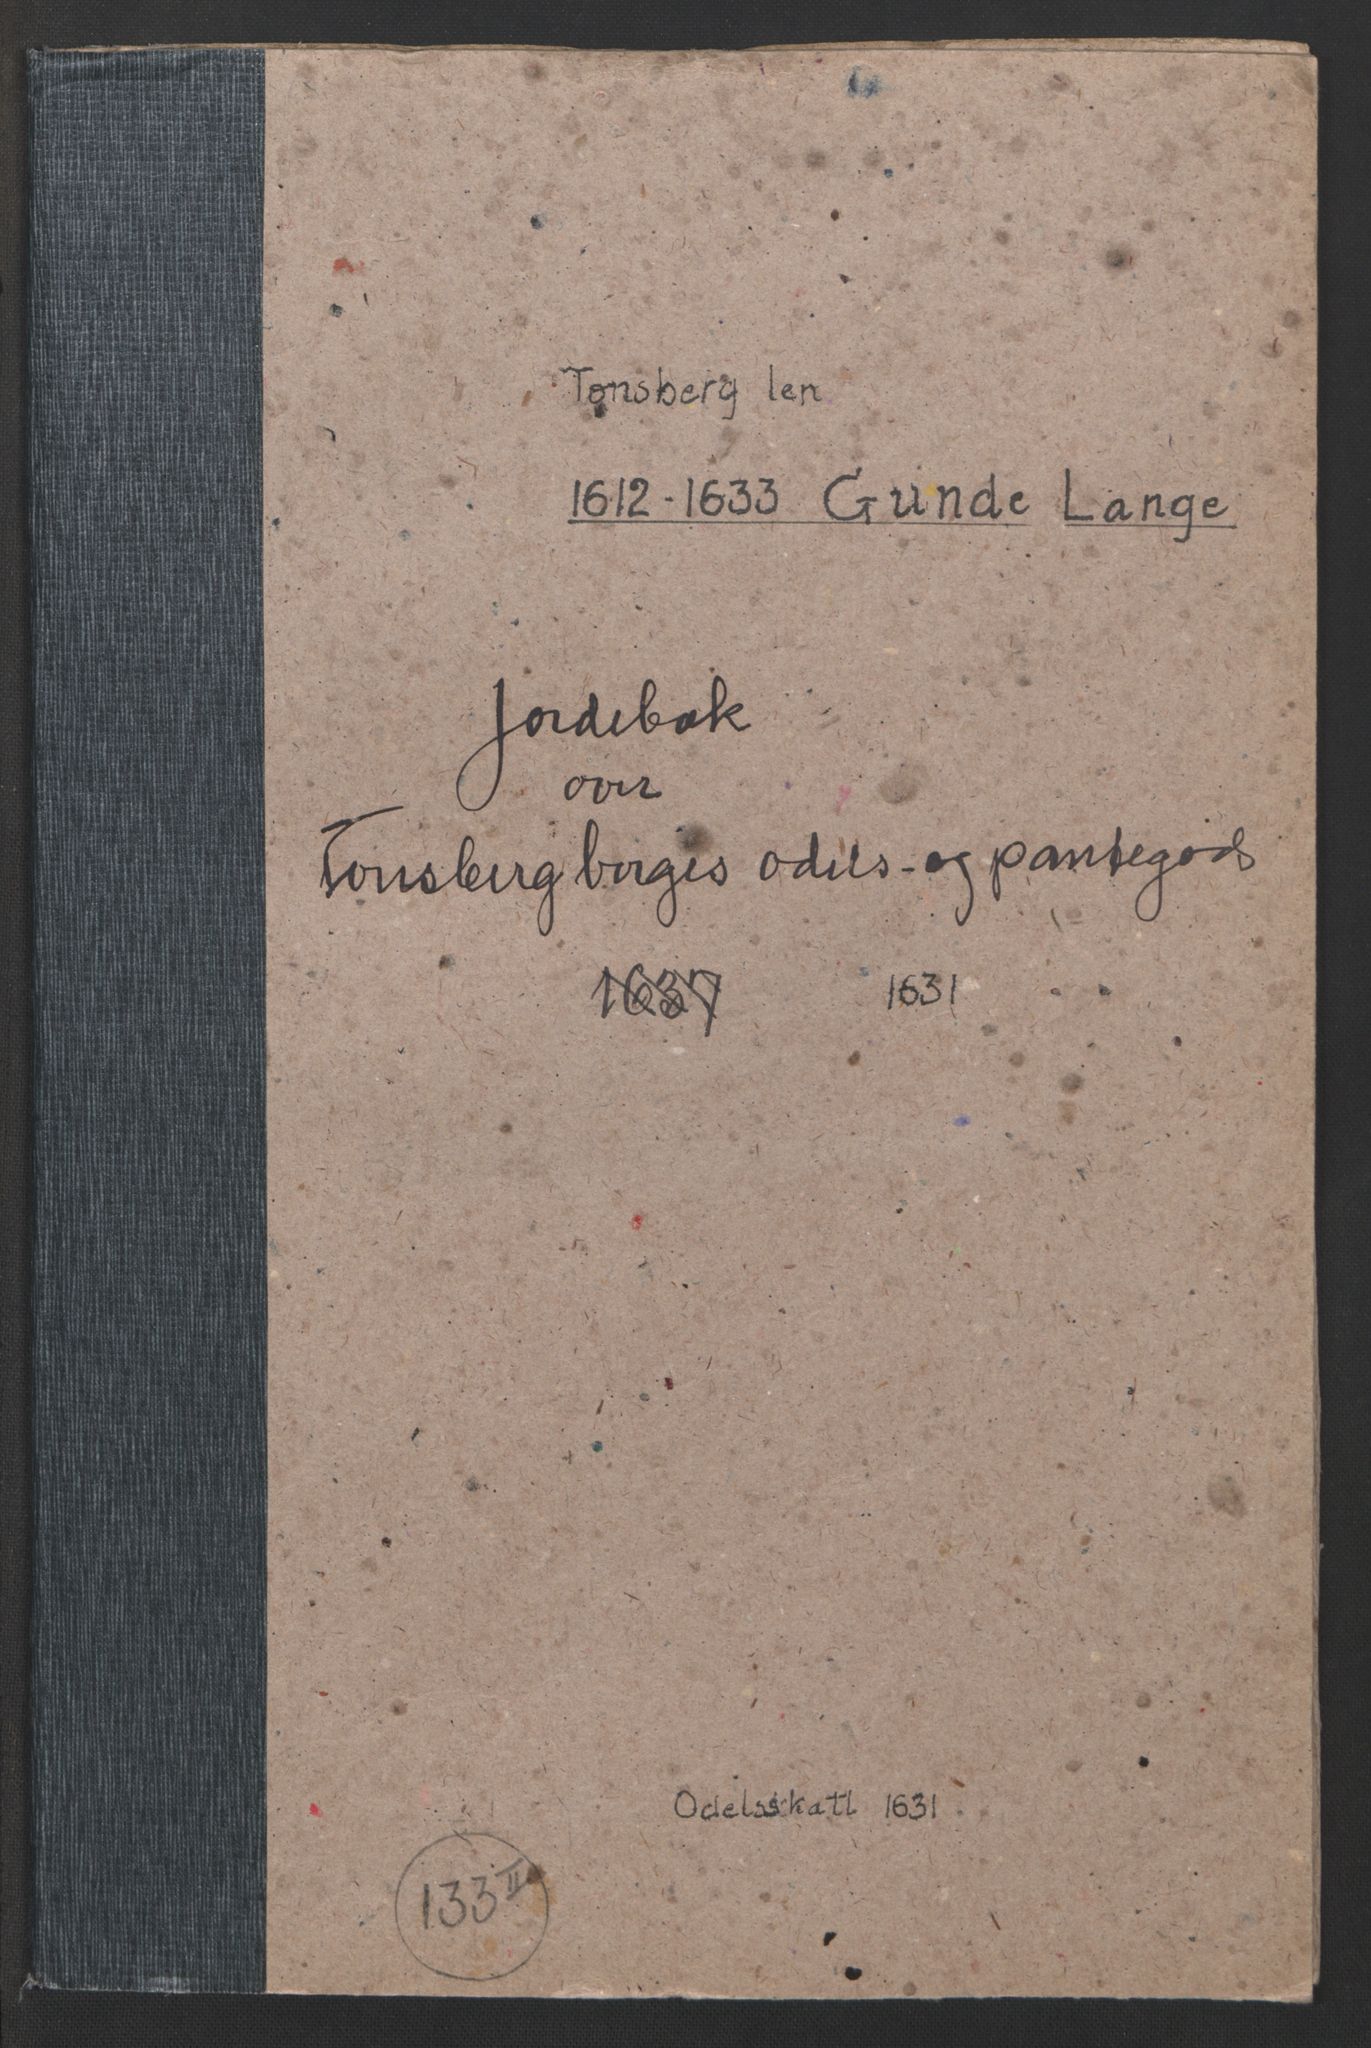 Tønsberg len
1612-1633 Gunde Lange
Jordebok
over
Tønsberg borges odels- og pantegods
1637 1631
Odelsskatt 1631
133 II